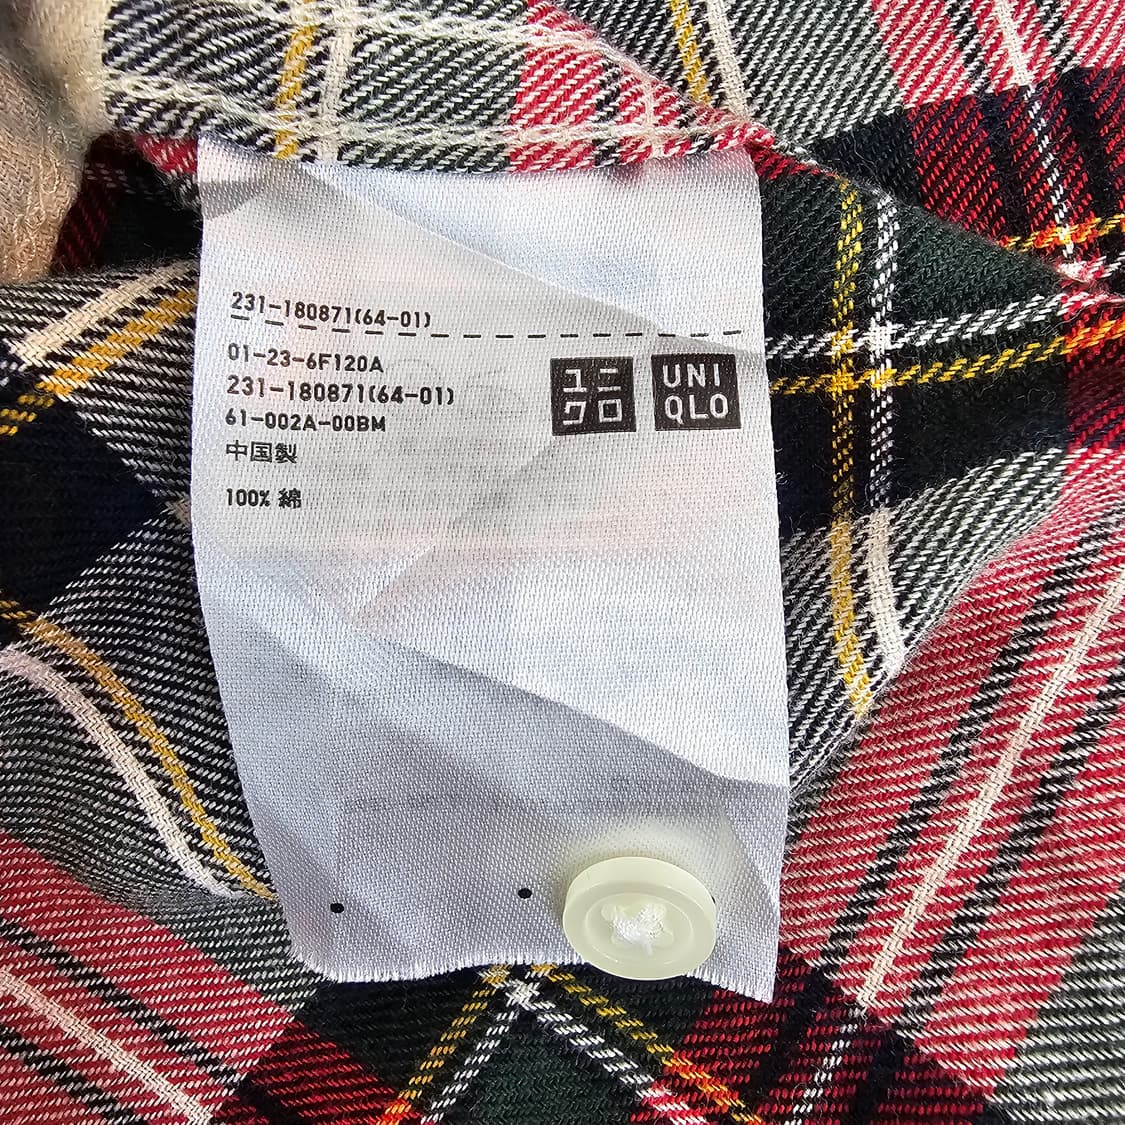 231-180871(64-01)
01-23-6F120A
231-180871(64-01)
61-002A-00BM
中国製
100% 綿
ユニ
クロ
UNI
QLO